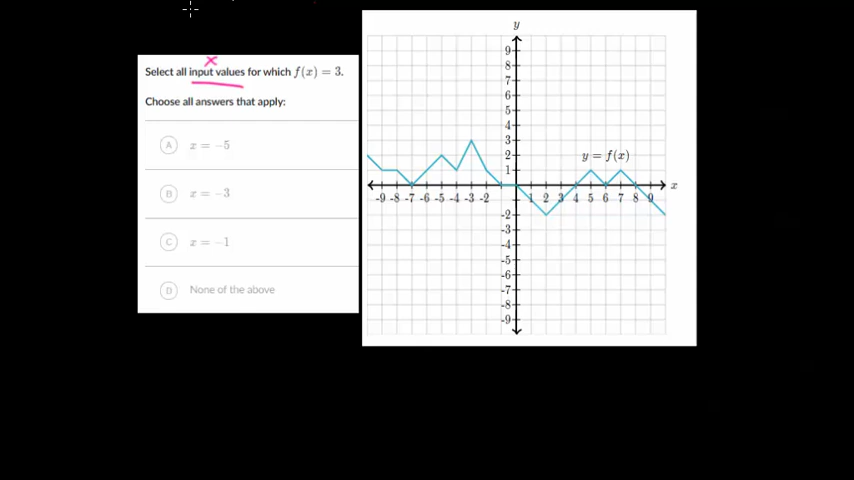 x
Select all input values for which f(x) = 3.
Choose all answers that apply:
A x = -5
B x = -3
C x = -1
D None of the above
y
9
8
7
6
5
4
3
2
1
y = f(x)
x
-9 -8 -7 -6 -5 -4 -3 -2 1 2 3 4 5 6 7 8 9
-2
-3
-4
-5
-6
-7
-8
-9